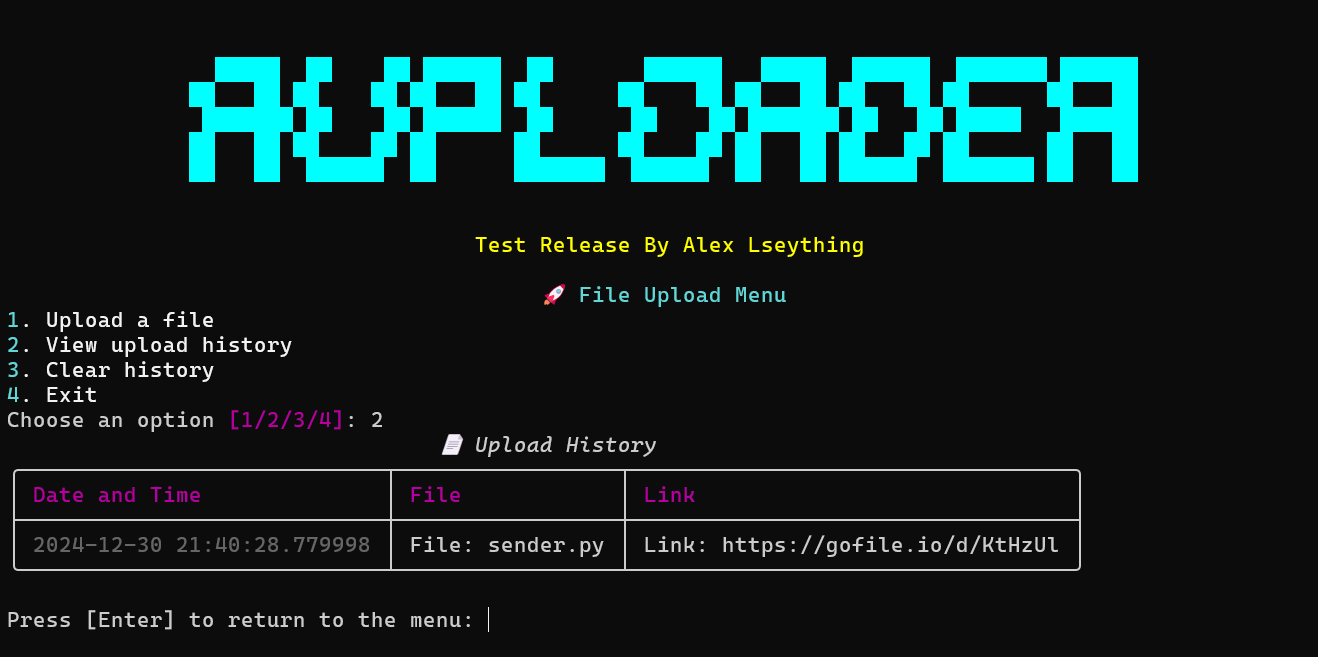 AUPLOADER
Test Release By Alex Lseything
🚀 File Upload Menu
1. Upload a file
2. View upload history
3. Clear history
4. Exit
Choose an option [1/2/3/4]: 2
Upload History
Date and Time File Link
2024-12-30 21:40:28.779998 File: sender.py Link: https://gofile.io/d/KtHzUl
Press [Enter] to return to the menu: